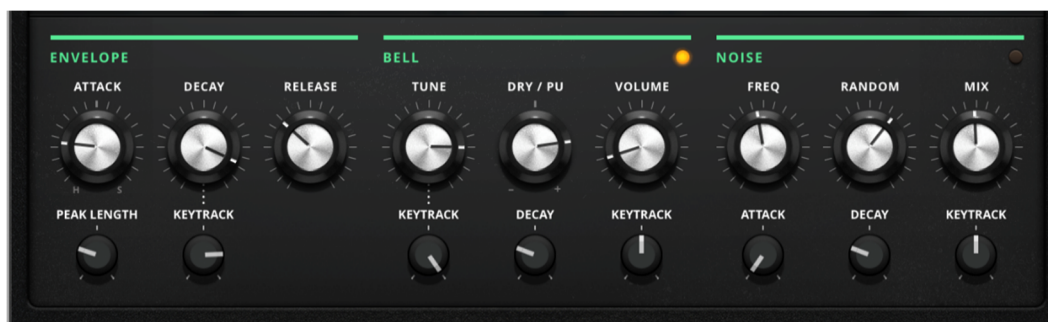 ENVELOPE
BELL
NOISE
ATTACK
DECAY
RELEASE
TUNE
DRY / PU
VOLUME
FREQ
RANDOM
MIX
H
S
-
+
PEAK LENGTH
KEYTRACK
KEYTRACK
DECAY
KEYTRACK
ATTACK
DECAY
KEYTRACK